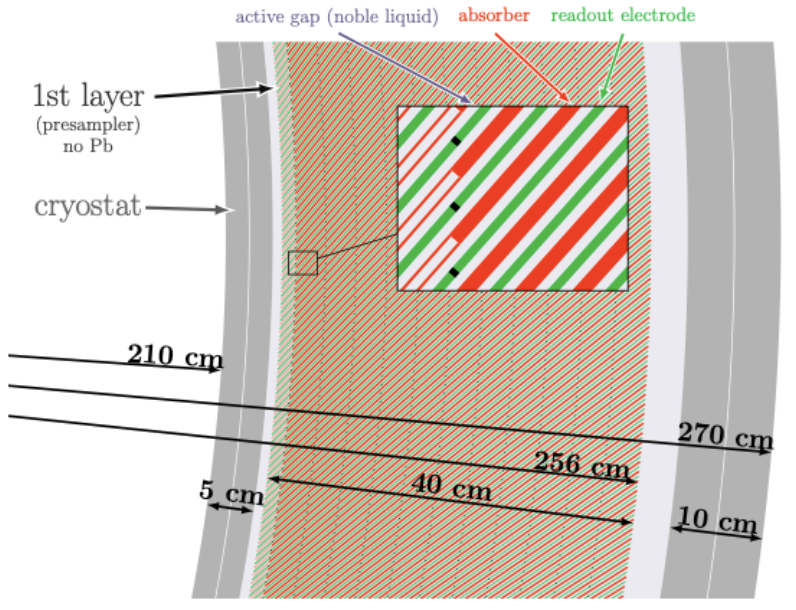 active gap (noble liquid) absorber readout electrode
1st layer
(presampler)
no Pb
cryostat
210 cm
270 cm
256 cm
40 cm
5 cm
10 cm